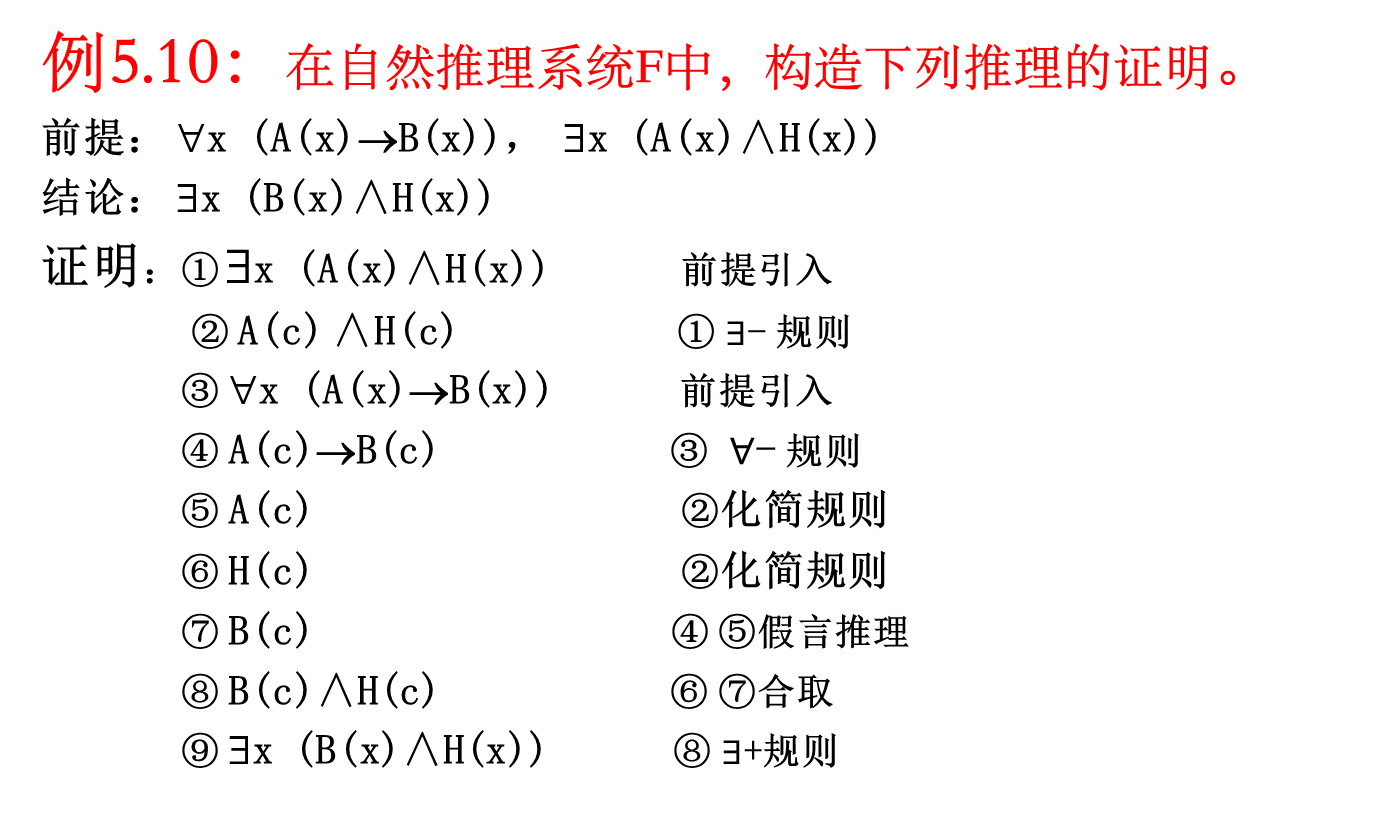 例5.10：在自然推理系统F中，构造下列推理的证明。
前提： ∀x (A(x)→B(x))， ∃x (A(x)∧H(x))
结论： ∃x (B(x)∧H(x))
证明：①∃x (A(x)∧H(x)) 前提引入
②A(c)∧H(c) ① ∃-规则
③∀x (A(x)→B(x)) 前提引入
④A(c)→B(c) ③ ∀-规则
⑤A(c) ②化简规则
⑥H(c) ②化简规则
⑦B(c) ④ ⑤假言推理
⑧B(c)∧H(c) ⑥ ⑦合取
⑨∃x (B(x)∧H(x)) ⑧ ∃+规则